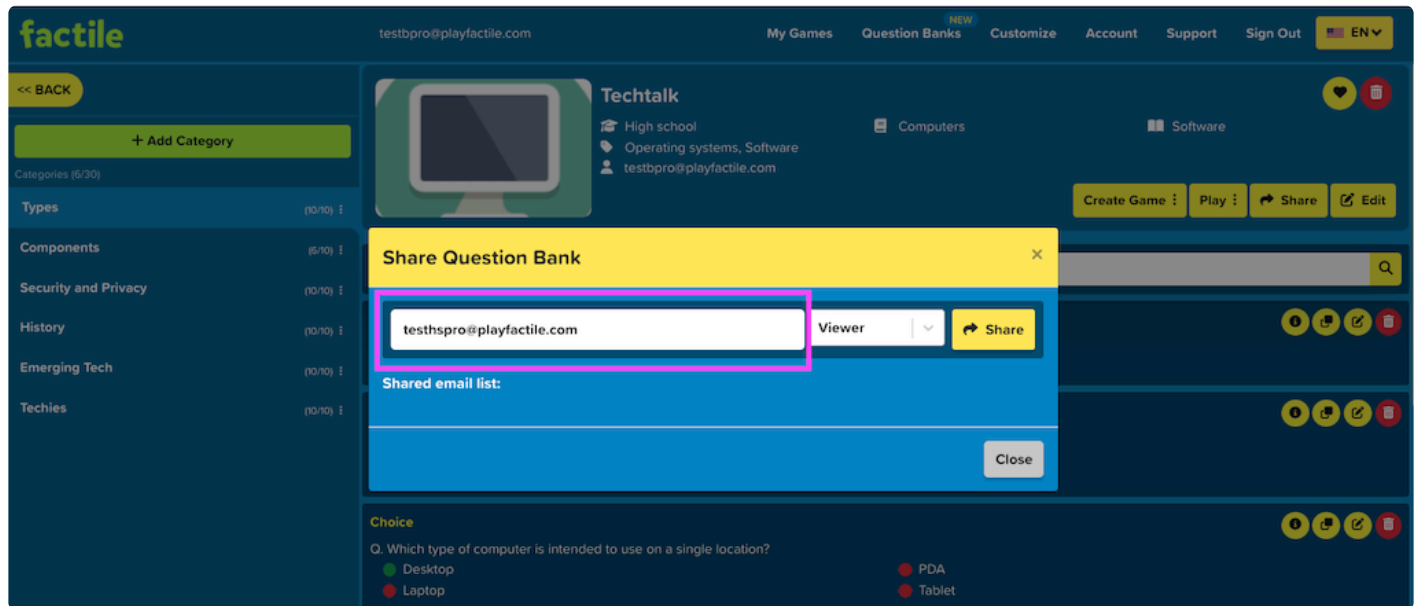 factile
testbpro@playfactile.com
My Games
NEW
Question Banks
Customize
Account
Support
Sign Out
EN
<< BACK
+ Add Category
Categories (6/30)
Types (10/10)
Components (6/10)
Security and Privacy (10/10)
History (10/10)
Emerging Tech (10/10)
Techies (10/10)
Techtalk
High school
Computers
Software
Operating systems, Software
testbpro@playfactile.com
Create Game
Play
Share
Edit
Share Question Bank ×
testhspro@playfactile.com
Viewer
Share
Shared email list:
Close
Choice
Q. Which type of computer is intended to use on a single location?
Desktop
PDA
Laptop
Tablet